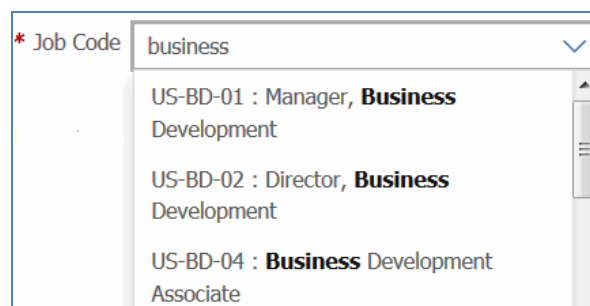 * Job Code
business
US-BD-01 : Manager, Business
Development
US-BD-02 : Director, Business
Development
US-BD-04 : Business Development
Associate